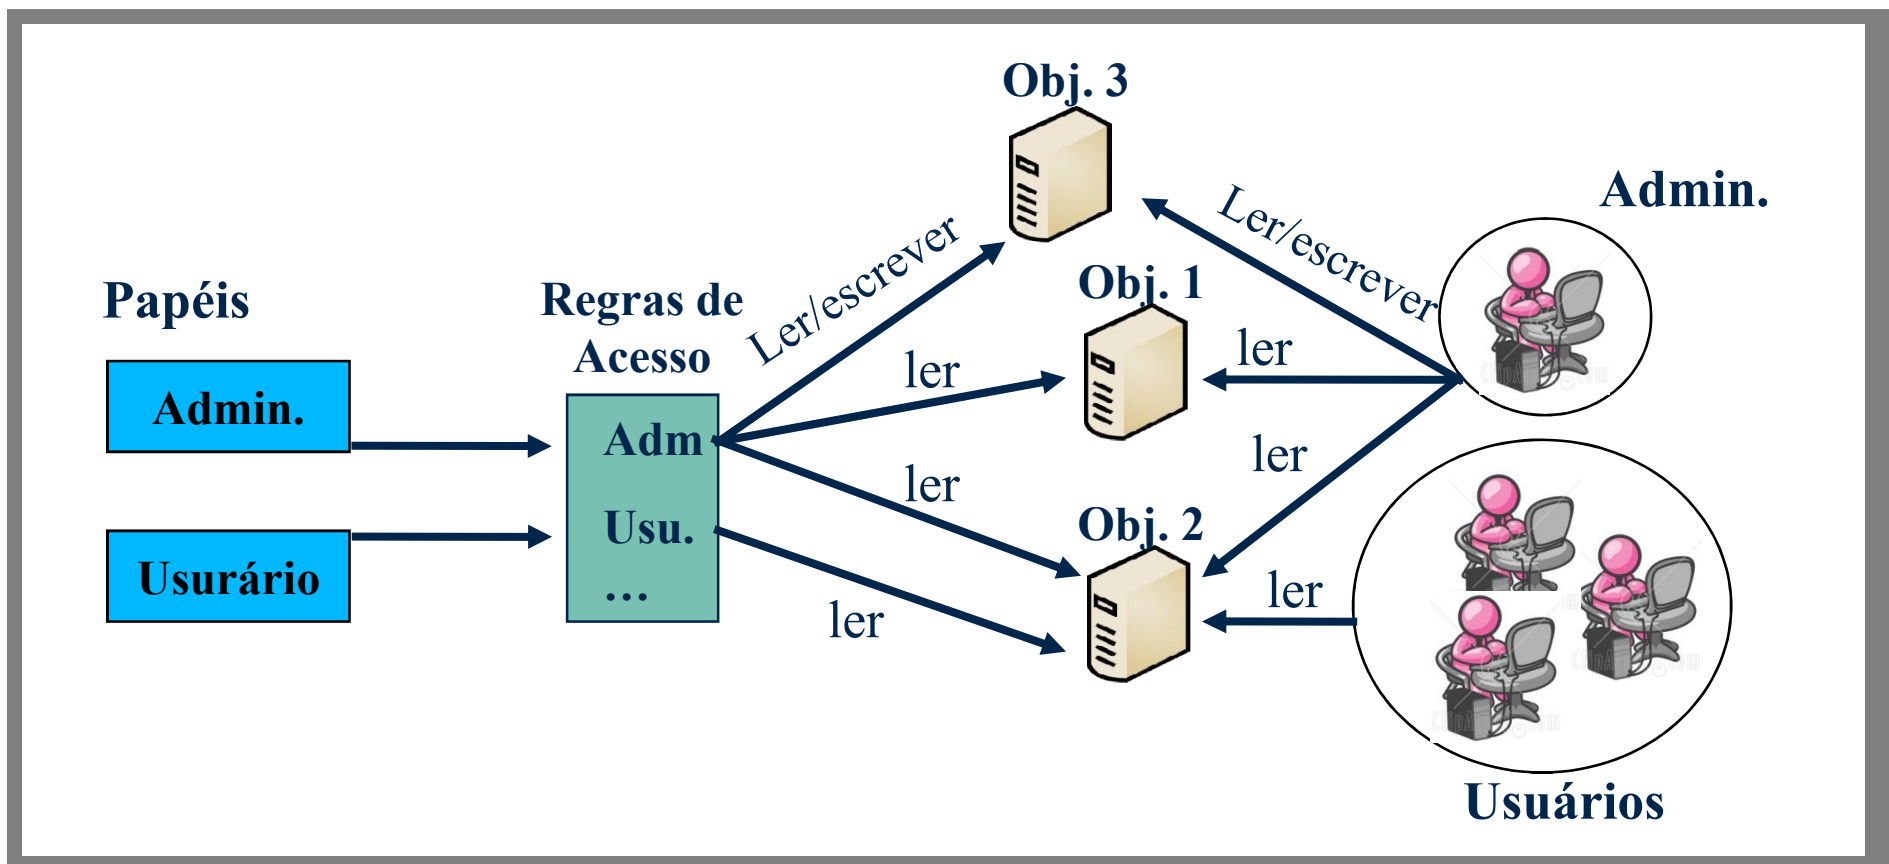 Obj. 3
Admin.
Ler/escrever
Ler/escrever
Papéis
Regras de
Acesso
Obj. 1
Admin.
ler
ler
Adm
Usu.
...
ler
ler
Obj. 2
Usurário
ler
ler
Usuários